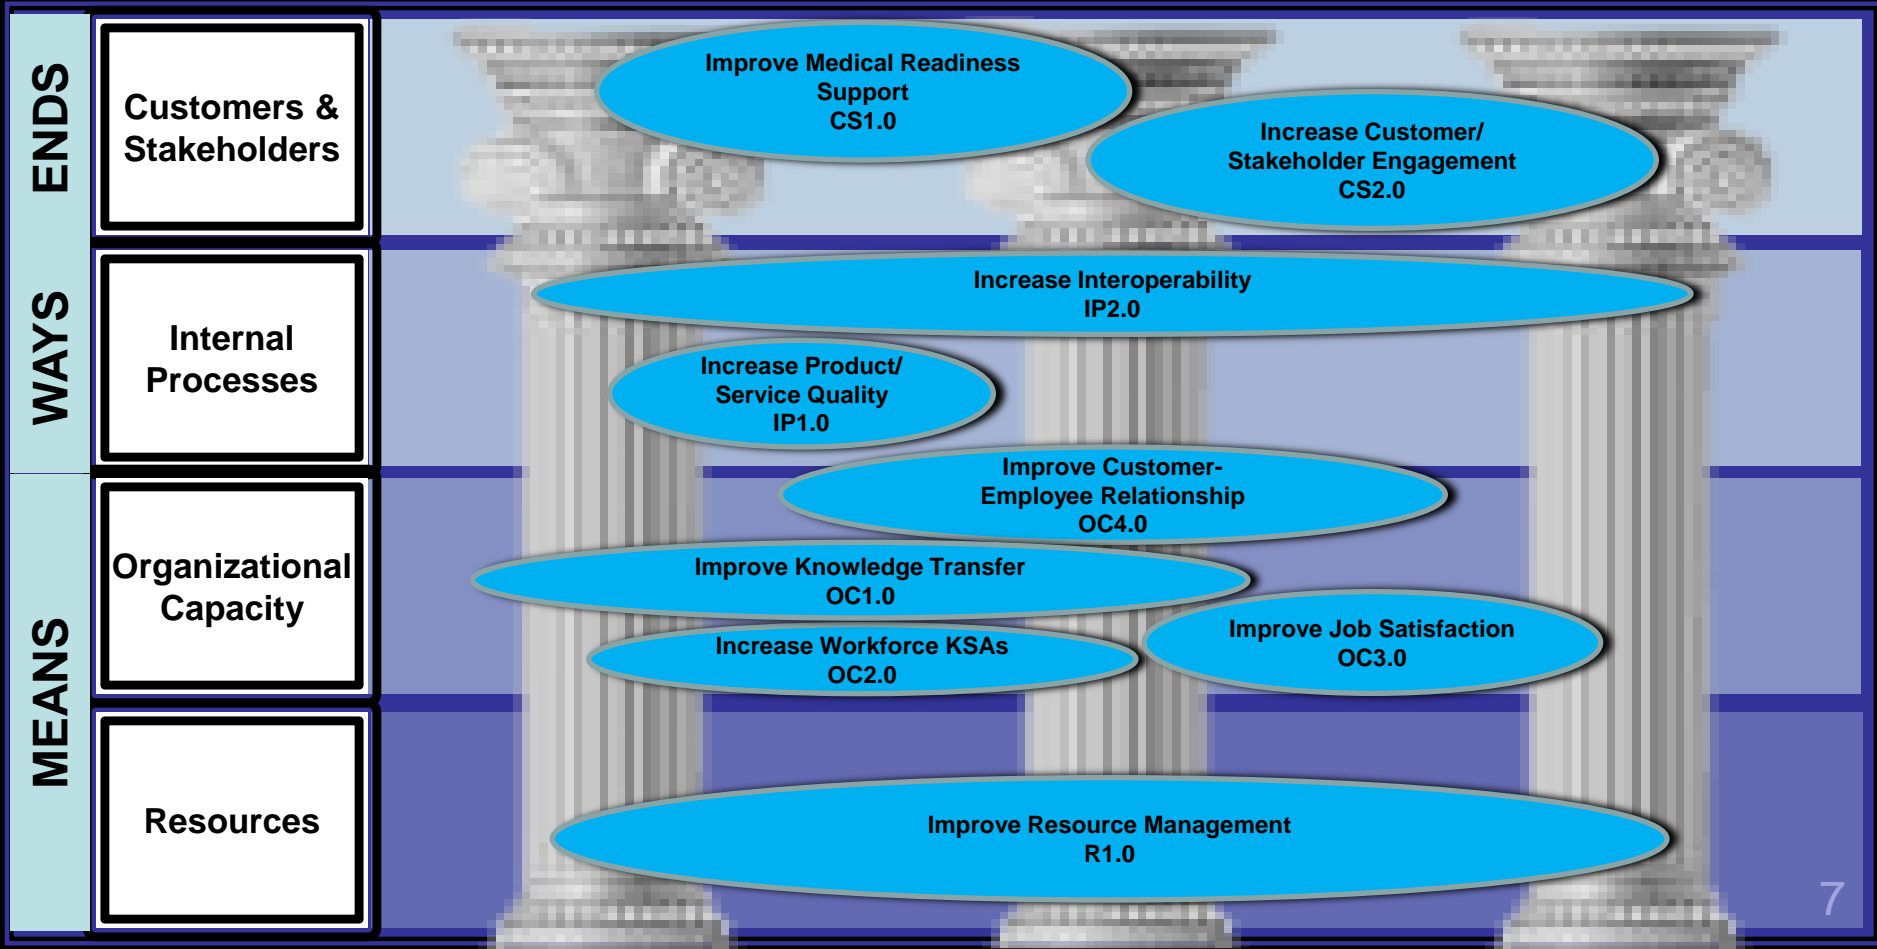 ENDS
Customers &
Stakeholders
Improve Medical Readiness
Support
CS1.0
Increase Customer/
Stakeholder Engagement
CS2.0
WAYS
Internal
Processes
Increase Interoperability
IP2.0
Increase Product/
Service Quality
IP1.0
MEANS
Organizational
Capacity
Improve Customer-
Employee Relationship
OC4.0
Improve Knowledge Transfer
OC1.0
Increase Workforce KSAs
OC2.0
Improve Job Satisfaction
OC3.0
Resources
Improve Resource Management
R1.0
7